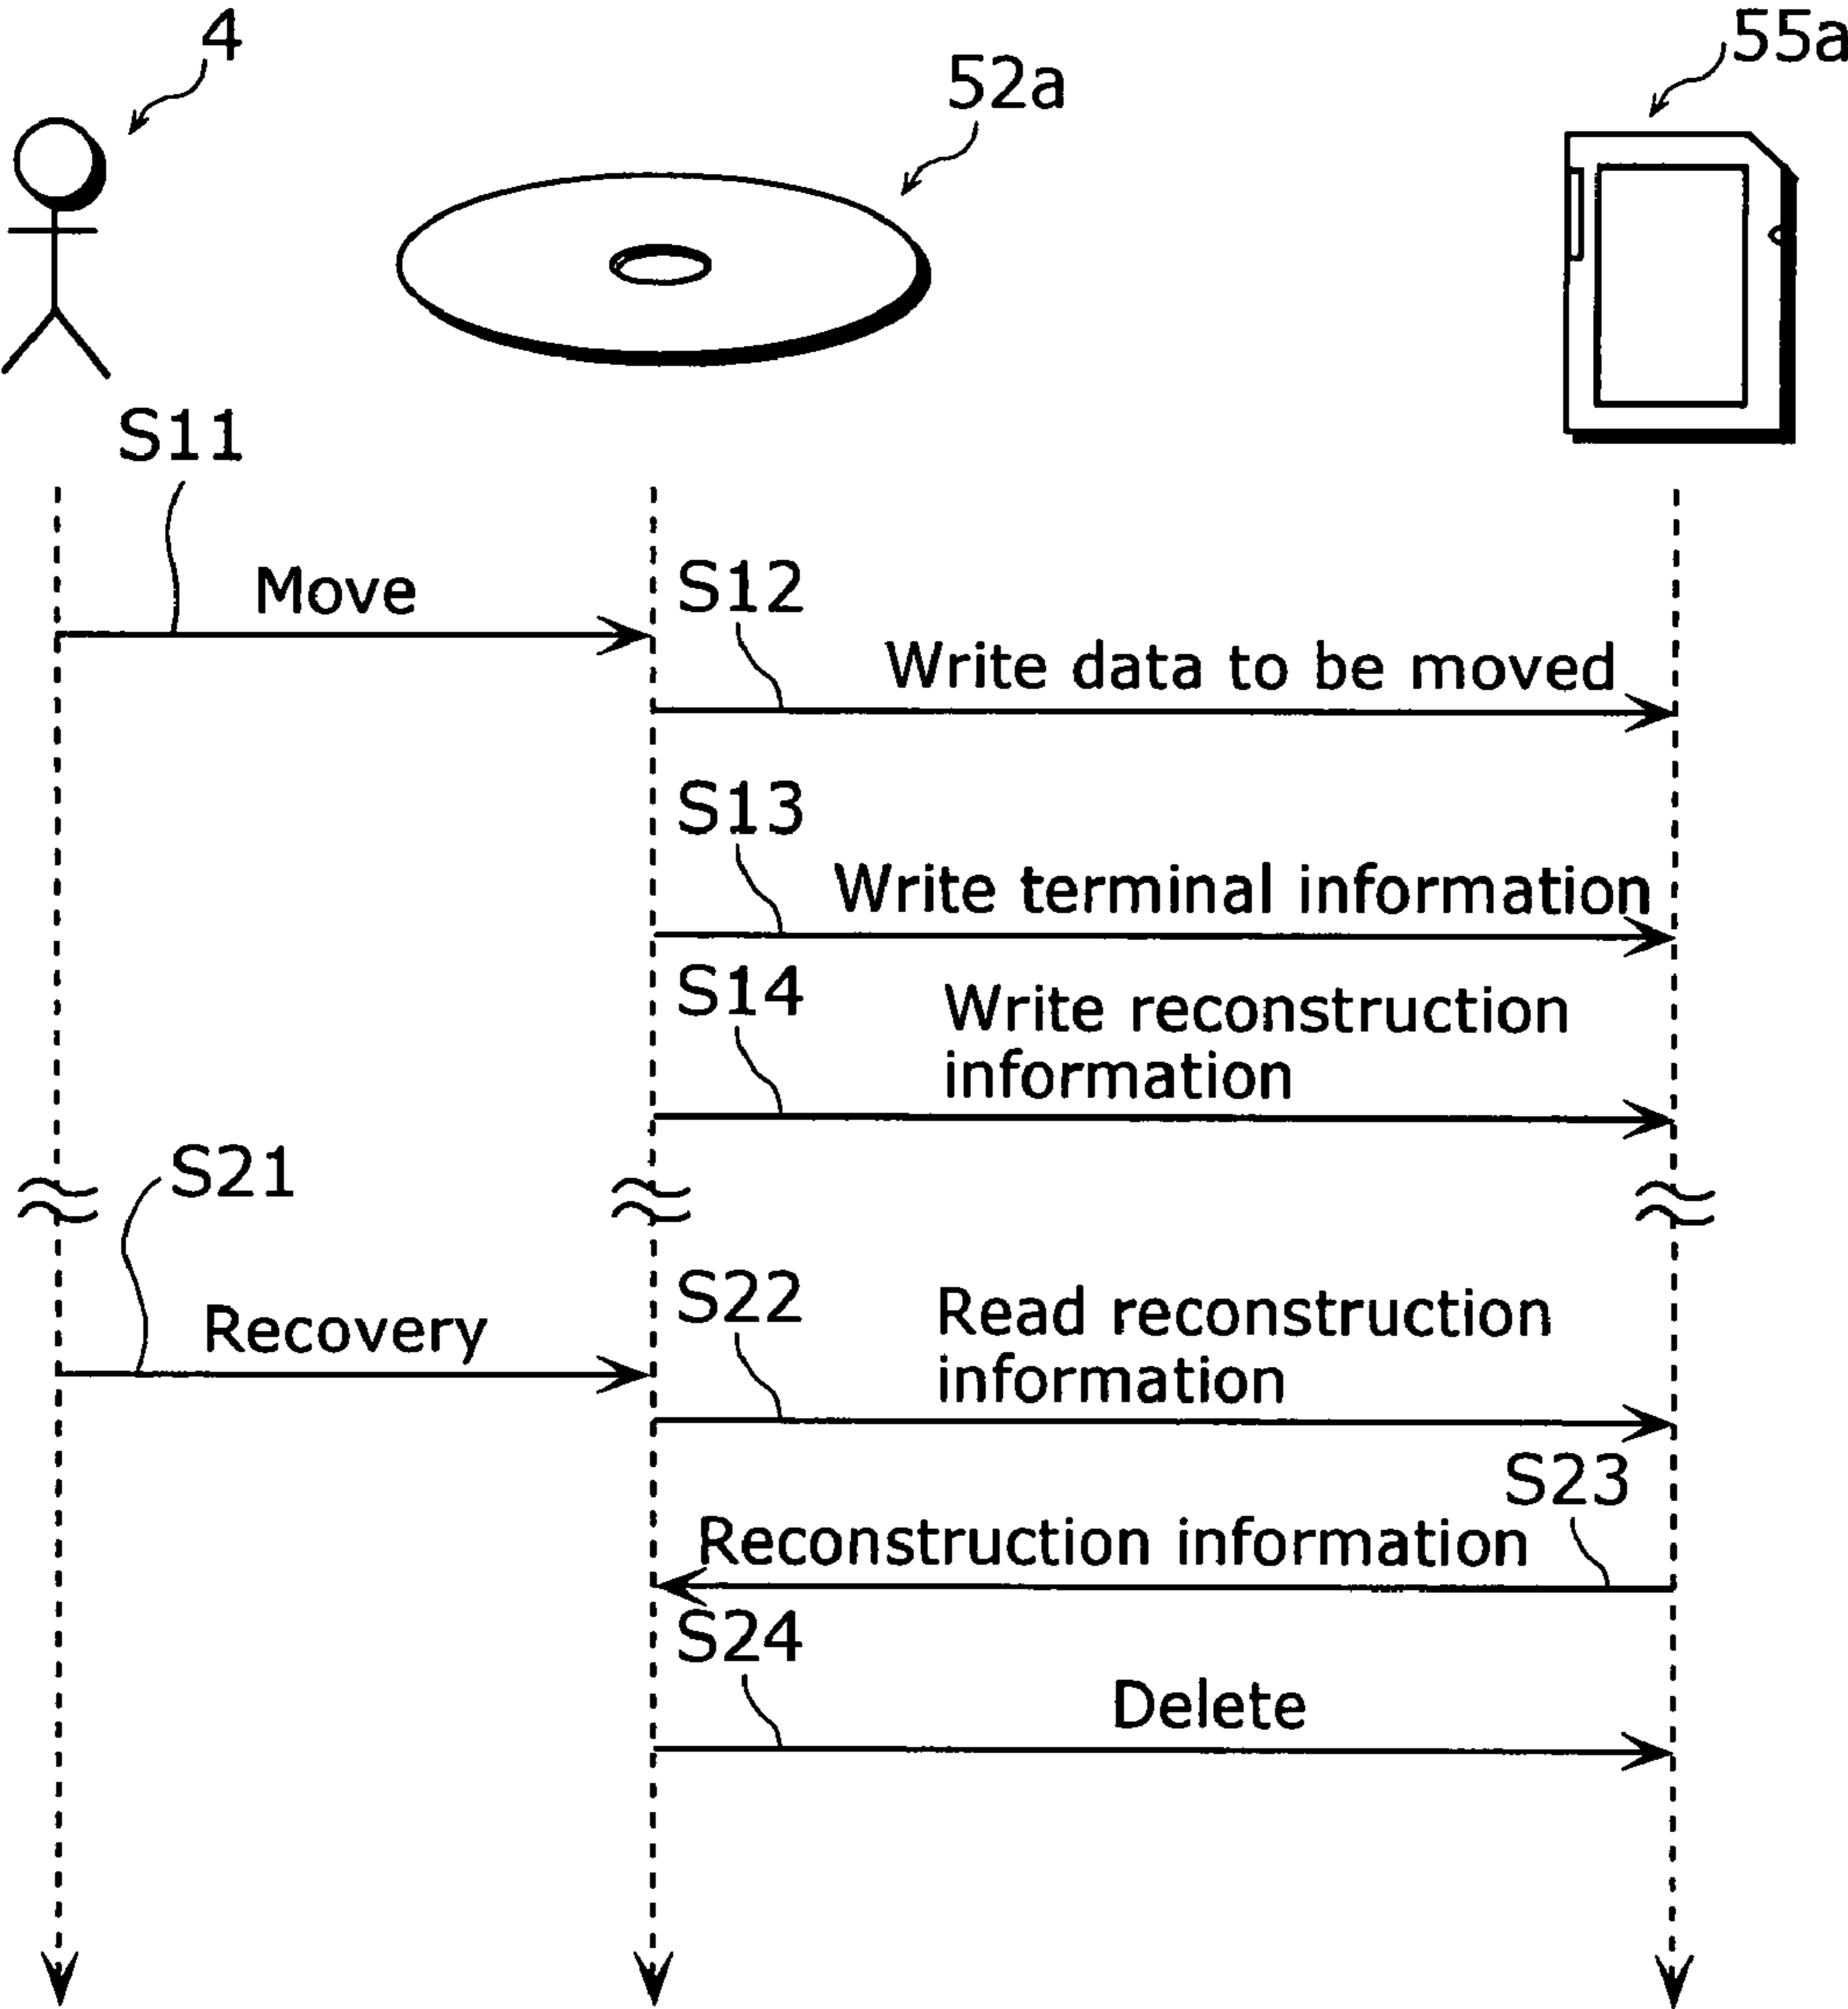 4
52a
55a
S11
Move
S12
Write data to be moved
S13
Write terminal information
S14
Write reconstruction
information
S21
Recovery
S22
Read reconstruction
information
S23
Reconstruction information
S24
Delete